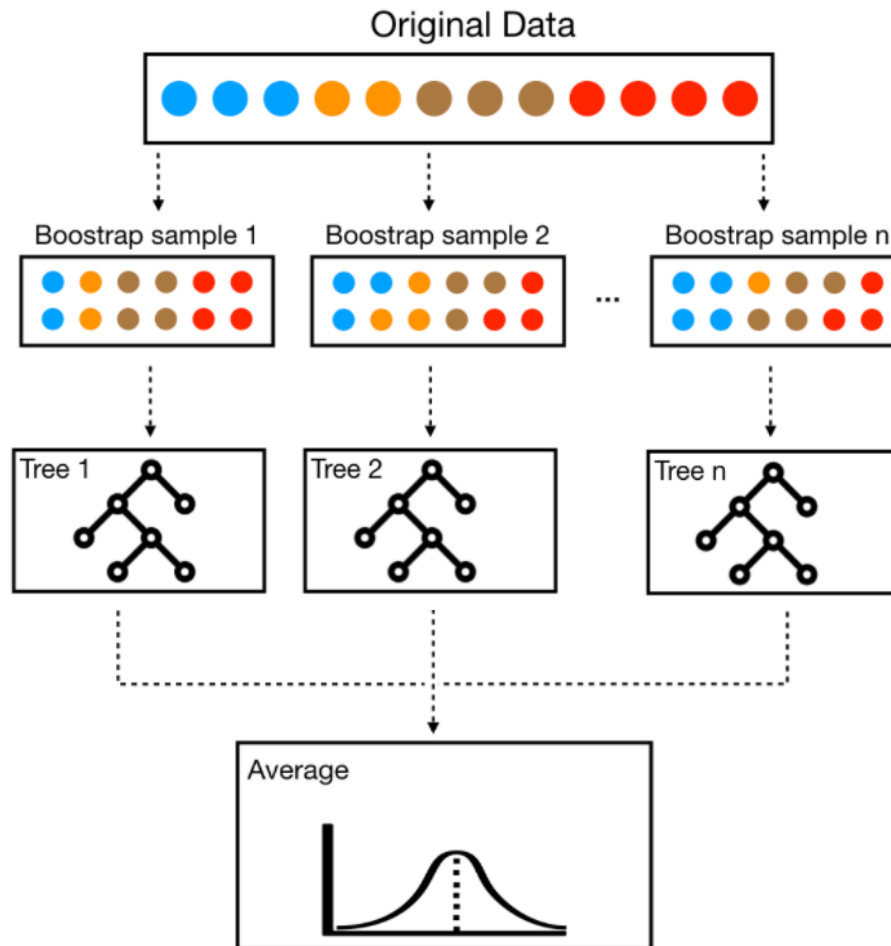 Original Data
Boostrap sample 1
Boostrap sample 2
Boostrap sample n
...
Tree 1
Tree 2
Tree n
Average